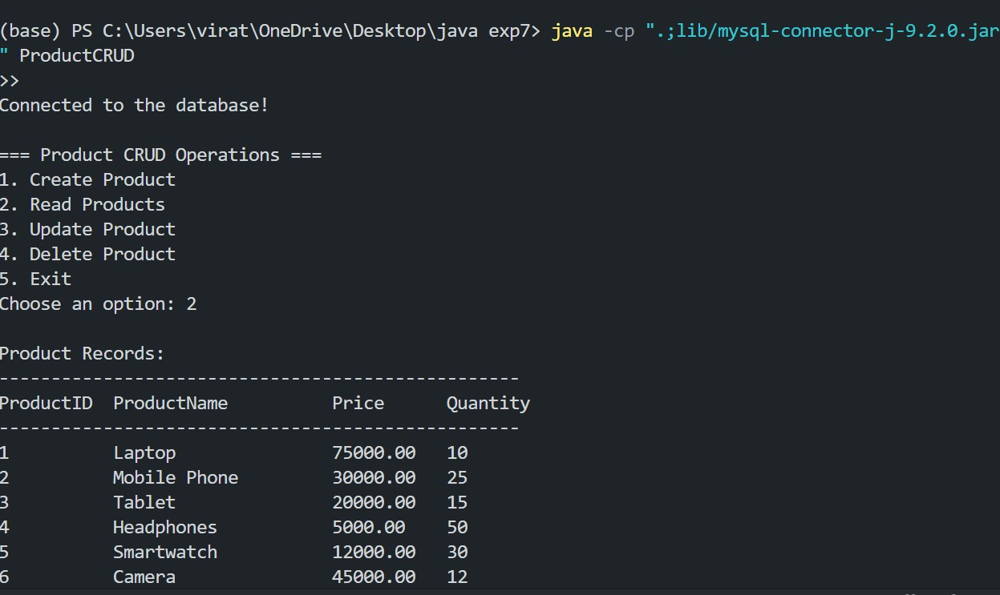 (base) PS C:\Users\virat\OneDrive\Desktop\java exp7> java -cp ".;lib/mysql-connector-j-9.2.0.jar
" ProductCRUD
>>
Connected to the database!
=== Product CRUD Operations ===
1. Create Product
2. Read Products
3. Update Product
4. Delete Product
5. Exit
Choose an option: 2
Product Records:
--------------------------------------------------
ProductID  ProductName          Price      Quantity
--------------------------------------------------
1          Laptop               75000.00   10
2          Mobile Phone         30000.00   25
3          Tablet               20000.00   15
4          Headphones           5000.00    50
5          Smartwatch           12000.00   30
6          Camera               45000.00   12